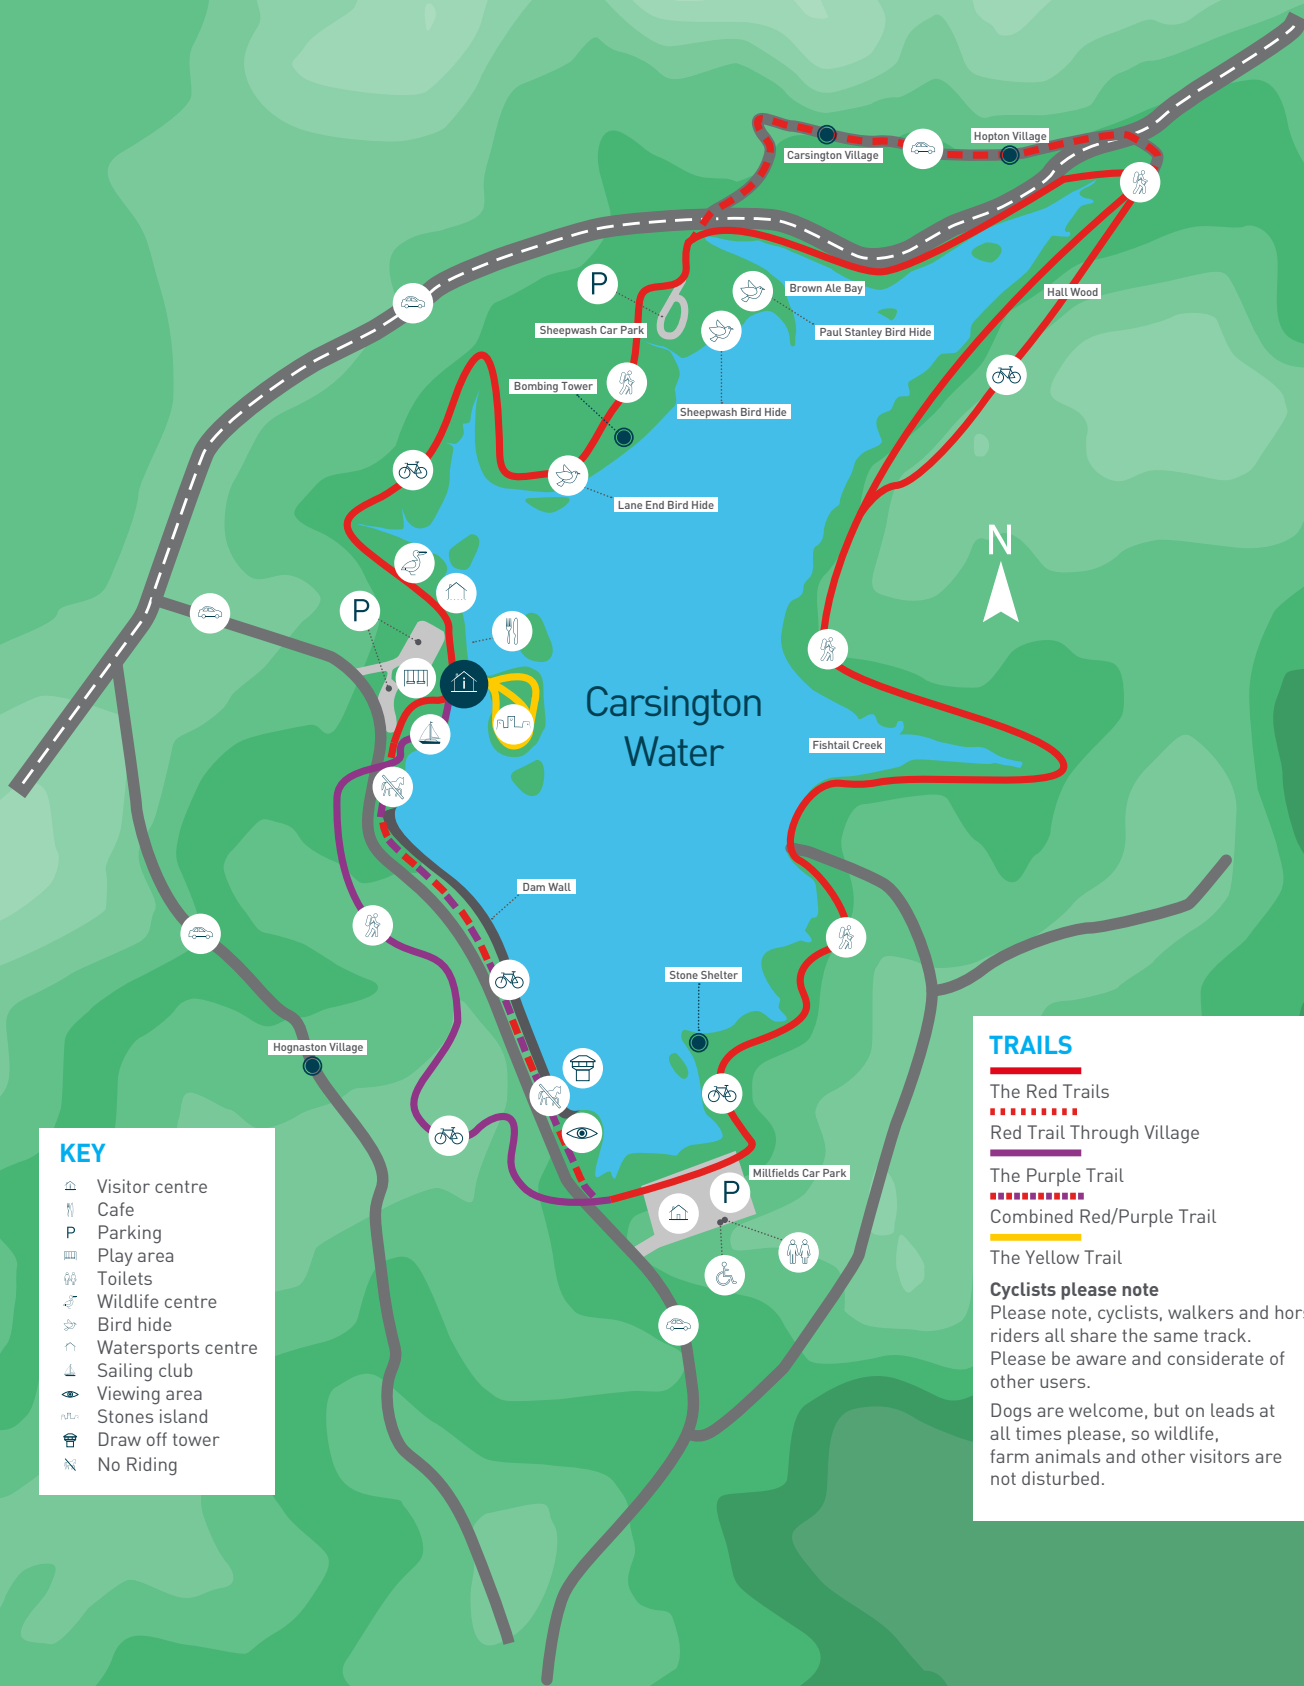 Carsington Village
Hopton Village
Hall Wood
P
Brown Ale Bay
Sheepwash Car Park
Paul Stanley Bird Hide
Bombing Tower
Sheepwash Bird Hide
Lane End Bird Hide
N
P
Carsington
Water
Fishtail Creek
Dam Wall
Stone Shelter
Hognaston Village
Millfields Car Park
P
KEY
Visitor centre
Cafe
P Parking
Play area
Toilets
Wildlife centre
Bird hide
Watersports centre
Sailing club
Viewing area
Stones island
Draw off tower
No Riding
TRAILS
The Red Trails
Red Trail Through Village
The Purple Trail
Combined Red/Purple Trail
The Yellow Trail
Cyclists please note
Please note, cyclists, walkers and hors
riders all share the same track.
Please be aware and considerate of
other users.
Dogs are welcome, but on leads at
all times please, so wildlife,
farm animals and other visitors are
not disturbed.